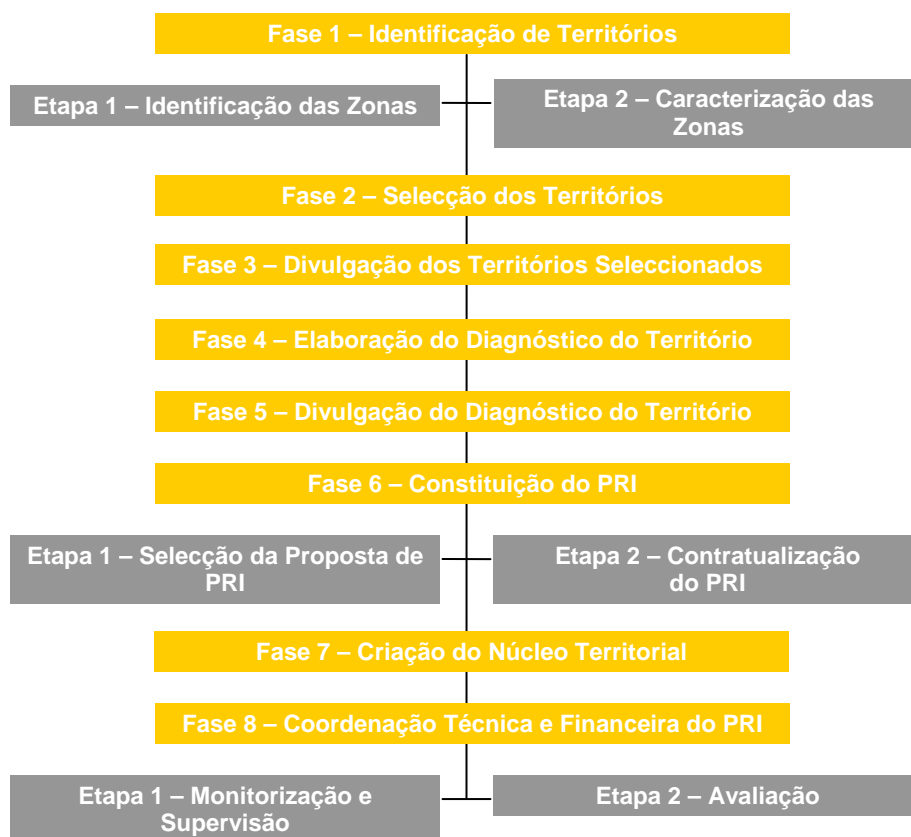 Fase 1 – Identificação de Territórios
Etapa 1 – Identificação das Zonas
Etapa 2 – Caracterização das
Zonas
Fase 2 – Selecção dos Territórios
Fase 3 – Divulgação dos Territórios Seleccionados
Fase 4 – Elaboração do Diagnóstico do Território
Fase 5 – Divulgação do Diagnóstico do Território
Fase 6 – Constituição do PRI
Etapa 1 – Selecção da Proposta de
PRI
Etapa 2 – Contratualização
do PRI
Fase 7 – Criação do Núcleo Territorial
Fase 8 – Coordenação Técnica e Financeira do PRI
Etapa 1 – Monitorização e
Supervisão
Etapa 2 – Avaliação